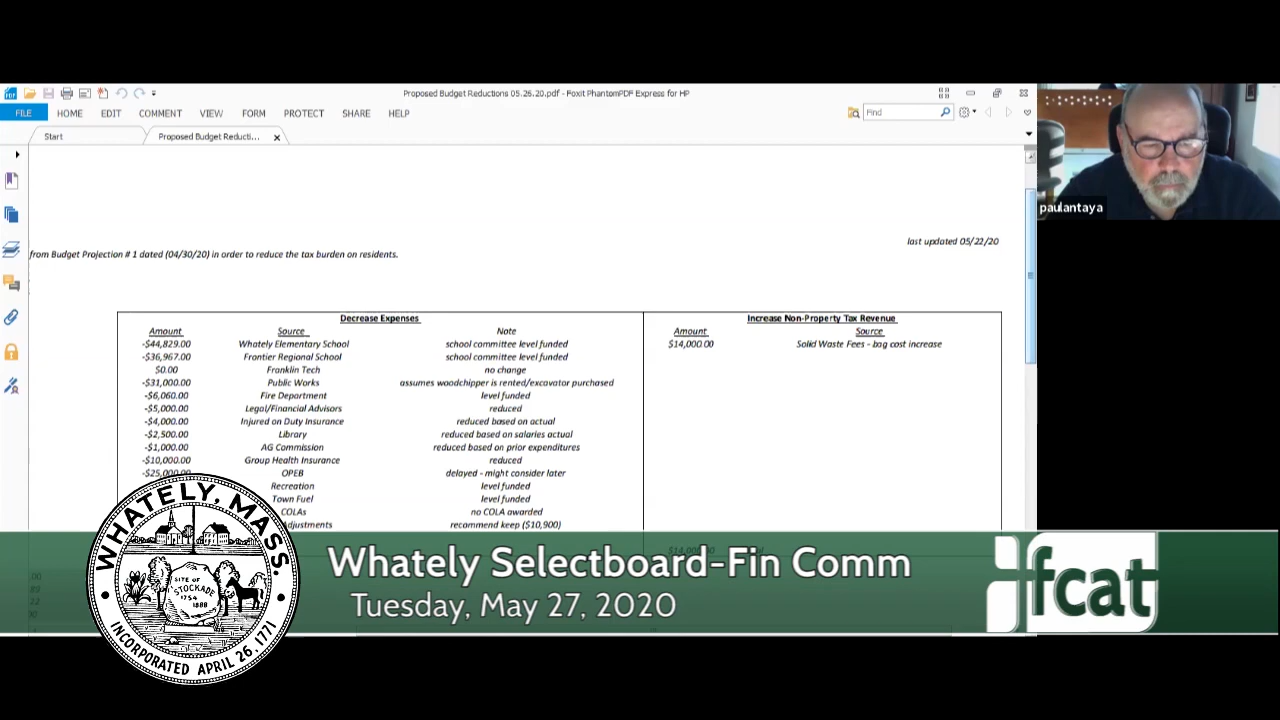 Proposed Budget Reductions 05.26.20.pdf - Foxit PhantomPDF Express for HP
FILE HOME COMMENT VIEW FORM PROTECT SHARE HELP
Find
Start Proposed Budget Reducti...
paulantaya
last updated 05/22/20
from Budget Projection # 1 dated (04/30/20) in order to reduce the tax burden on residents.
Decrease Expenses Increase Non-Property Tax Revenue
Amount Source Note Amount Source
-$44,829.00 Whately Elementary School school committee level funded $14,000.00 Solid Waste Fees - bag cost increase
-$36,967.00 Frontier Regional School school committee level funded
$0.00 Franklin Tech no change
-$31,000.00 Public Works assumes woodchipper is rented/excavator purchased
-$6,060.00 Fire Department level funded
-$5,000.00 Legal/Financial Advisors reduced
-$4,000.00 Injured on Duty Insurance reduced based on actual
-$2,500.00 Library reduced based on salaries actual
-$1,000.00 AG Commission reduced based on prior expenditures
-$10,000.00 Group Health Insurance reduced
-$25,000.00 OPEB delayed - might consider later
Recreation level funded
Town Fuel level funded
COLAs no COLA awarded
Adjustments recommend keep ($10,900)
WHATELY, MASS.
SITE OF
STOCKADE
1754
1888
INCORPORATED APRIL 26, 1771
Whately Selectboard-Fin Comm
Tuesday, May 27, 2020
fcat